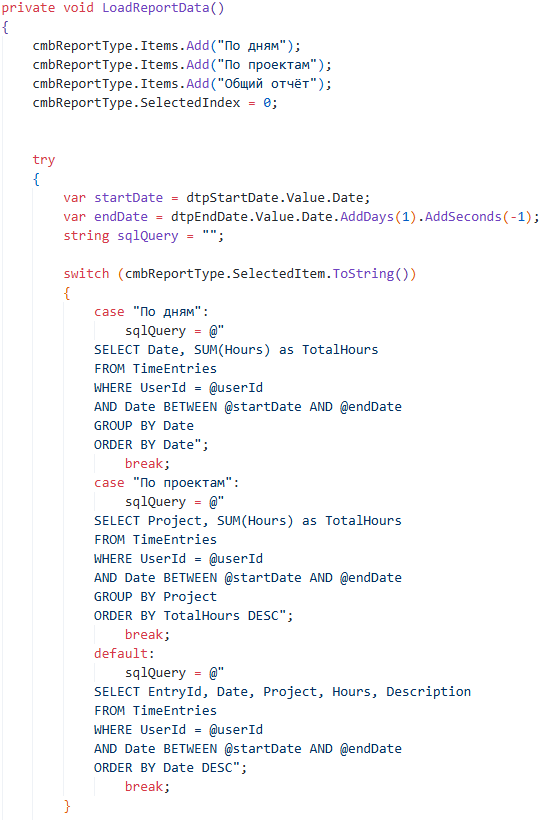 private void LoadReportData()
{
    cmbReportType.Items.Add("По дням");
    cmbReportType.Items.Add("По проектам");
    cmbReportType.Items.Add("Общий отчёт");
    cmbReportType.SelectedIndex = 0;

    try
    {
        var startDate = dtpStartDate.Value.Date;
        var endDate = dtpEndDate.Value.Date.AddDays(1).AddSeconds(-1);
        string sqlQuery = "";

        switch (cmbReportType.SelectedItem.ToString())
        {
            case "По дням":
                sqlQuery = @"
            SELECT Date, SUM(Hours) as TotalHours
            FROM TimeEntries
            WHERE UserId = @userId
            AND Date BETWEEN @startDate AND @endDate
            GROUP BY Date
            ORDER BY Date";
                break;
            case "По проектам":
                sqlQuery = @"
            SELECT Project, SUM(Hours) as TotalHours
            FROM TimeEntries
            WHERE UserId = @userId
            AND Date BETWEEN @startDate AND @endDate
            GROUP BY Project
            ORDER BY TotalHours DESC";
                break;
            default:
                sqlQuery = @"
            SELECT EntryId, Date, Project, Hours, Description
            FROM TimeEntries
            WHERE UserId = @userId
            AND Date BETWEEN @startDate AND @endDate
            ORDER BY Date DESC";
                break;
        }